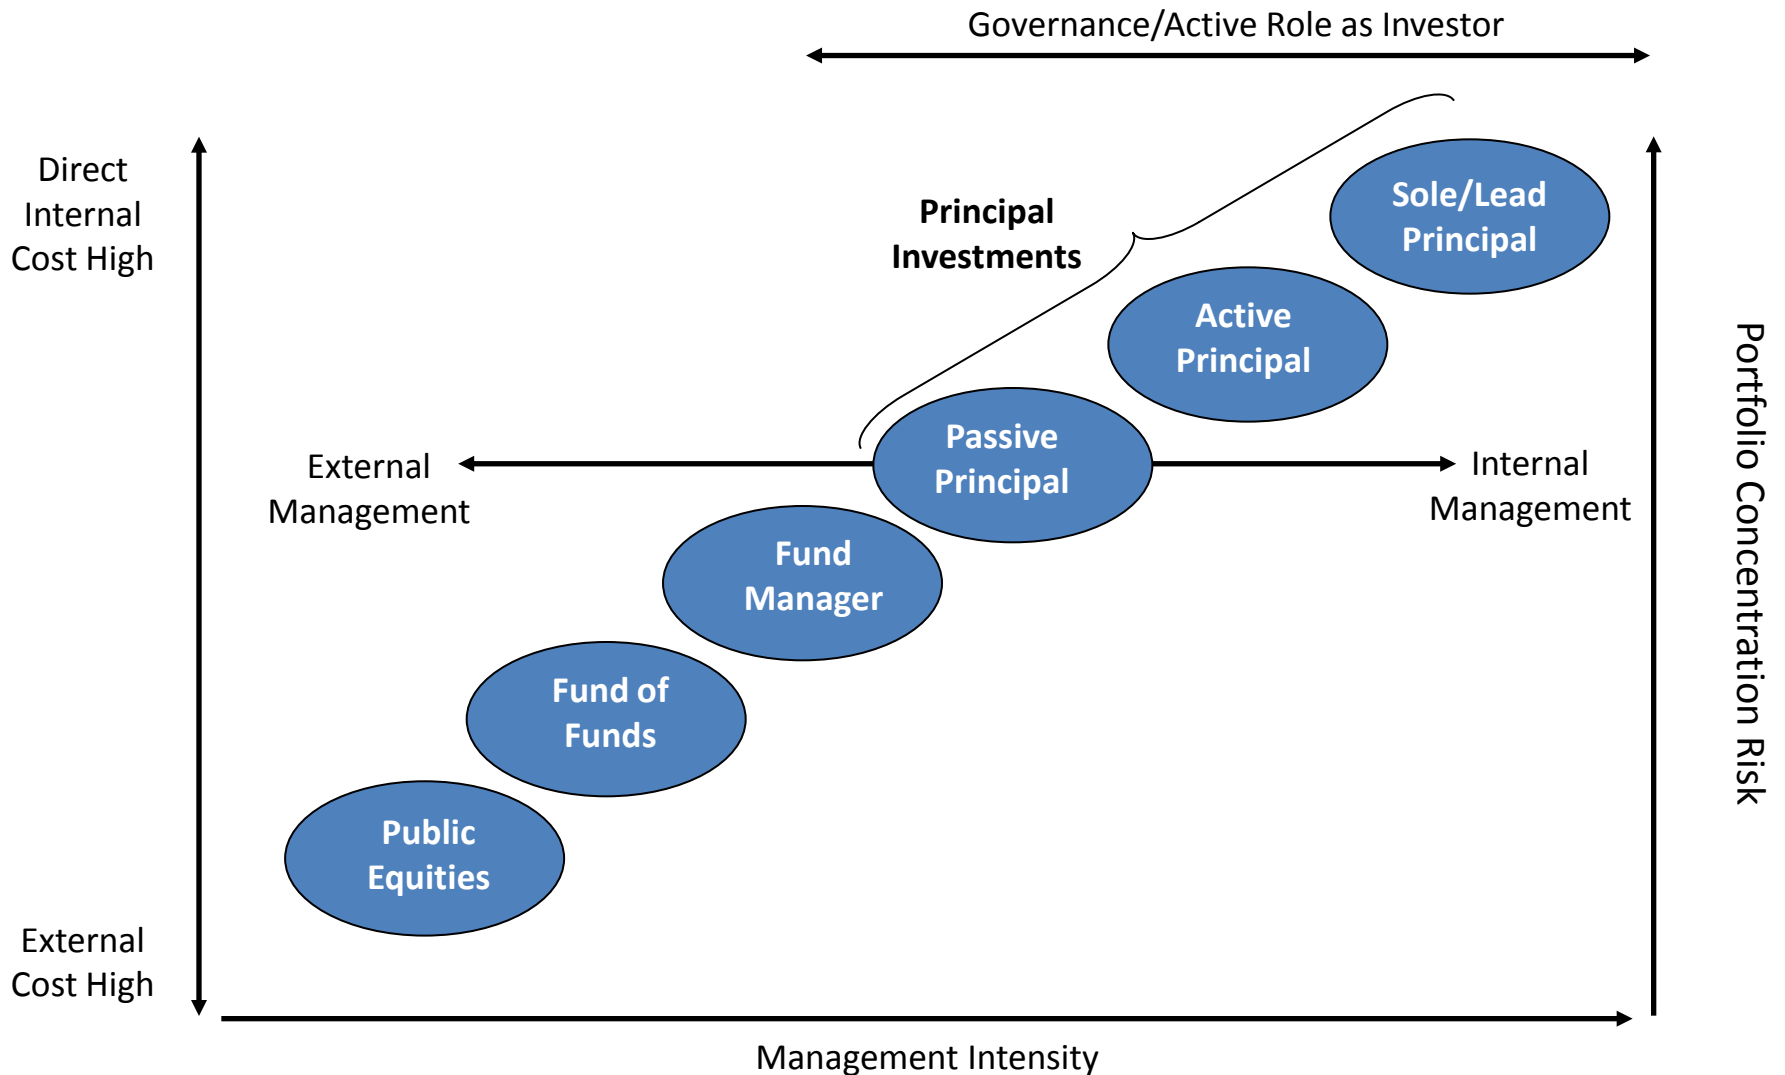 Governance/Active Role as Investor
Direct
Internal
Cost High
Principal
Investments
Sole/Lead
Principal
Active
Principal
Passive
Principal
External
Management
Internal
Management
Fund
Manager
Fund of
Funds
Public
Equities
External
Cost High
Management Intensity
Portfolio Concentration Risk